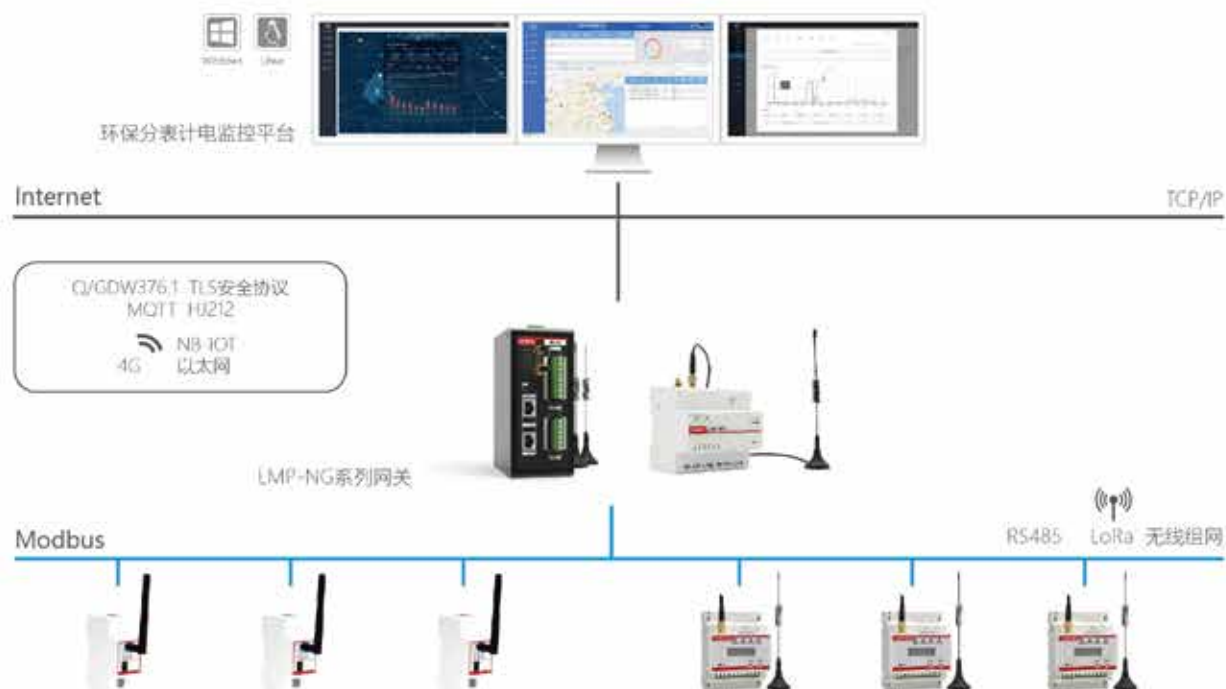 Windows Linux
环保分表计电监控平台
Internet
TCP/IP
Q/GDW376.1 TLS安全协议
MQTT HJ212
NB-IOT
4G 以太网
LMP-NG系列网关
Modbus
RS485 LoRa 无线组网